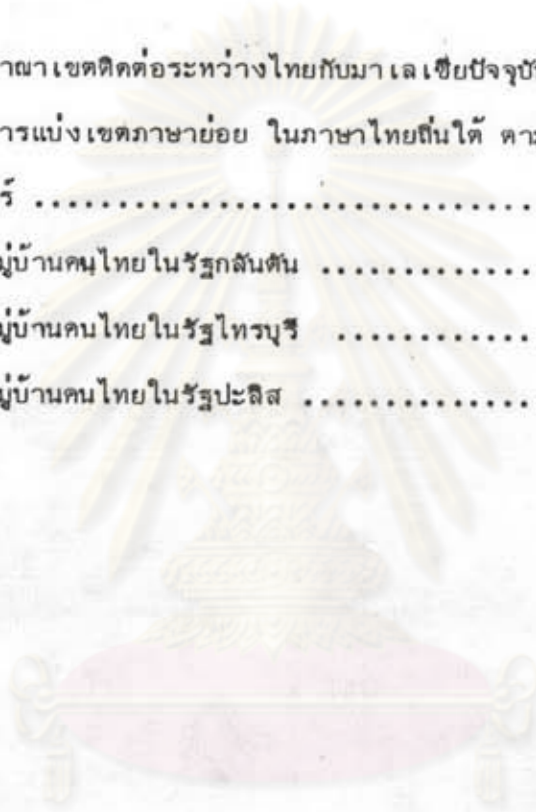 าณาเขตติดต่อระหว่างไทยกับมาเลเซียปัจจุบั
ารแบ่งเขตภาษาย่อย ในภาษาไทยถิ่นใต้ ตา
ร์ ..............................
มู่บ้านคนไทยในรัฐกลันตัน .............
มู่บ้านคนไทยในรัฐไทรบุรี ............
มู่บ้านคนไทยในรัฐปะลิส ..............